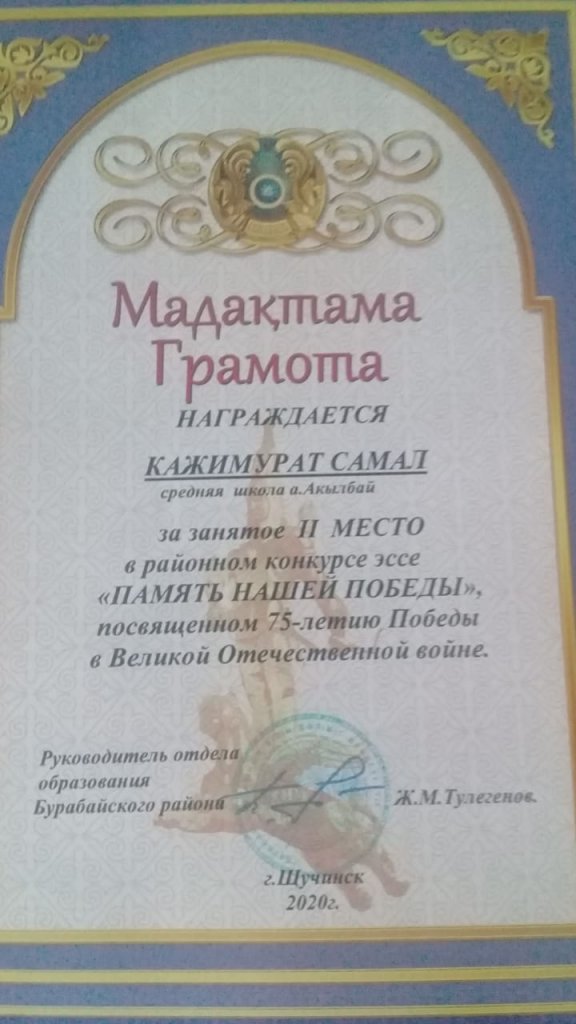 Мадақтама
Грамота
НАГРАЖДАЕТСЯ
КАЖИМУРАТ САМАЛ
средняя школа а.Акылбай
за занятое II МЕСТО
в районном конкурсе эссе
«ПАМЯТЬ НАШЕЙ ПОБЕДЫ»,
посвященном 75-летию Победы
в Великой Отечественной войне.
Руководитель отдела
образования
Бурабайского района
Ж.М.Тулегенов.
г.Щучинск
2020г.